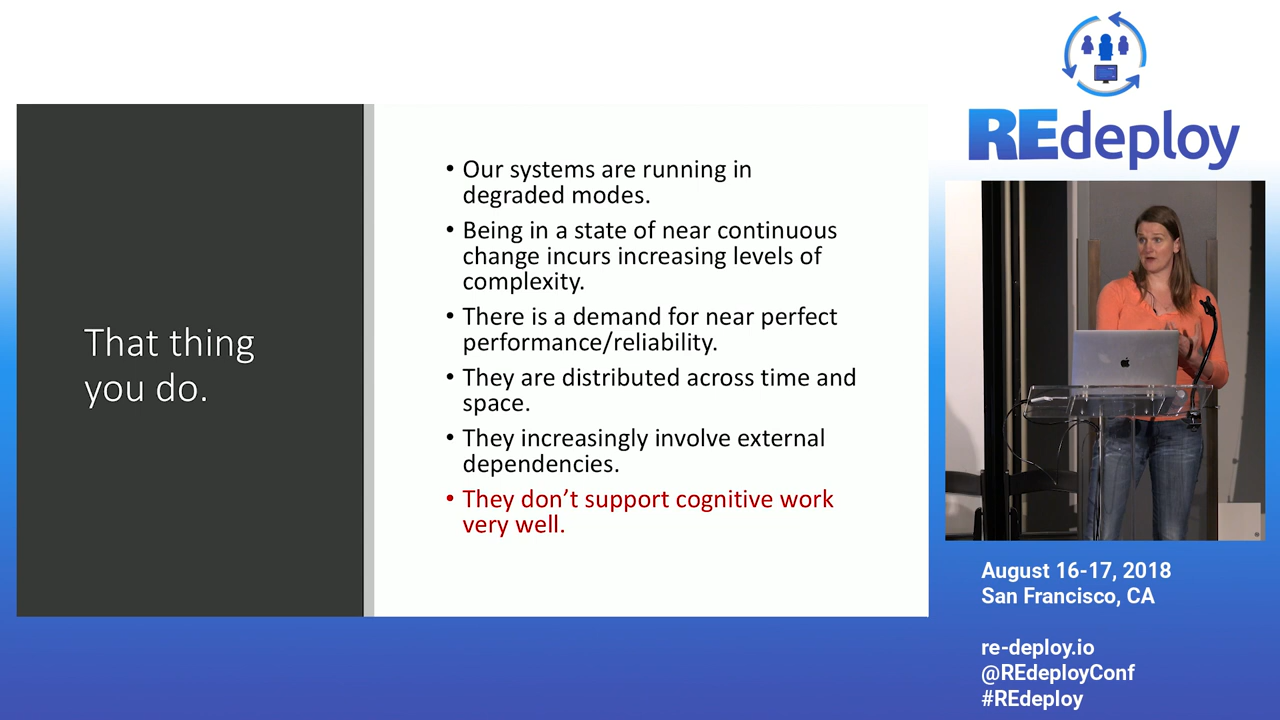 REdeploy
That thing
you do.
• Our systems are running in
degraded modes.
• Being in a state of near continuous
change incurs increasing levels of
complexity.
• There is a demand for near perfect
performance/reliability.
• They are distributed across time and
space.
• They increasingly involve external
dependencies.
• They don’t support cognitive work
very well.
August 16-17, 2018
San Francisco, CA
re-deploy.io
@REdeployConf
#REdeploy